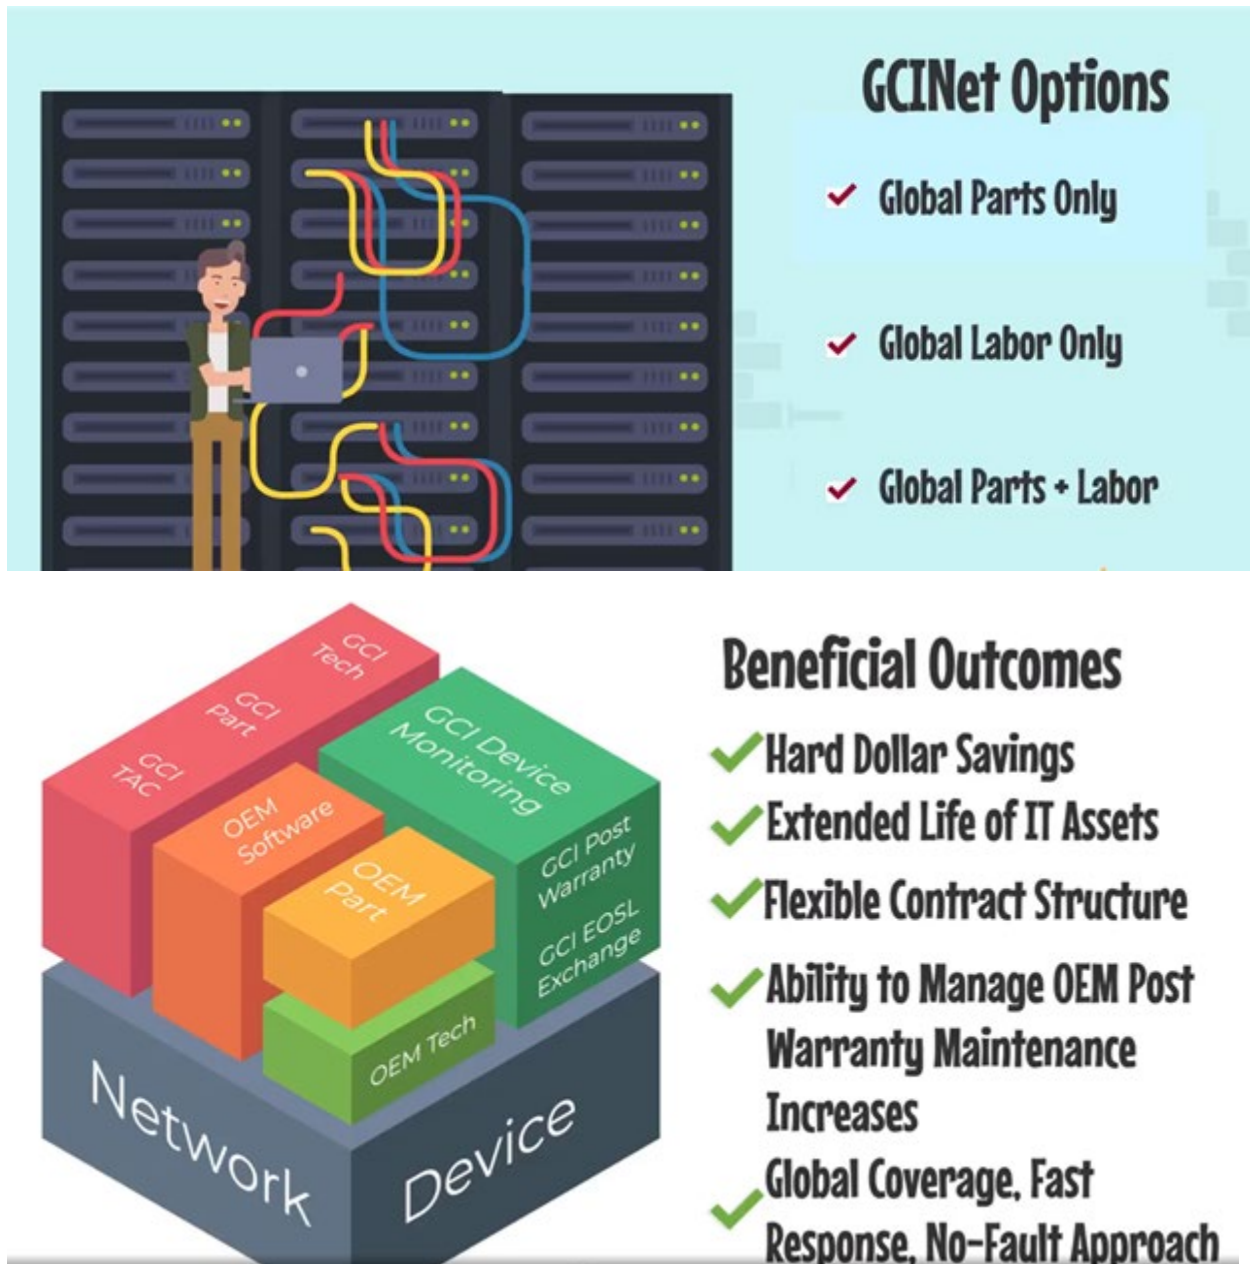 GCINet Options
Global Parts Only
Global Labor Only
Global Parts + Labor
GCI
Tech
GCI
Part
GCI
TAC
GCI Device
Monitoring
OEM
Software
OEM
Part
GCI Post
Warranty
GCI EOSL
Exchange
OEM Tech
Network
Device
Beneficial Outcomes
Hard Dollar Savings
Extended Life of IT Assets
Flexible Contract Structure
Ability to Manage OEM Post
Warranty Maintenance
Increases
Global Coverage, Fast
Response, No-Fault Approach